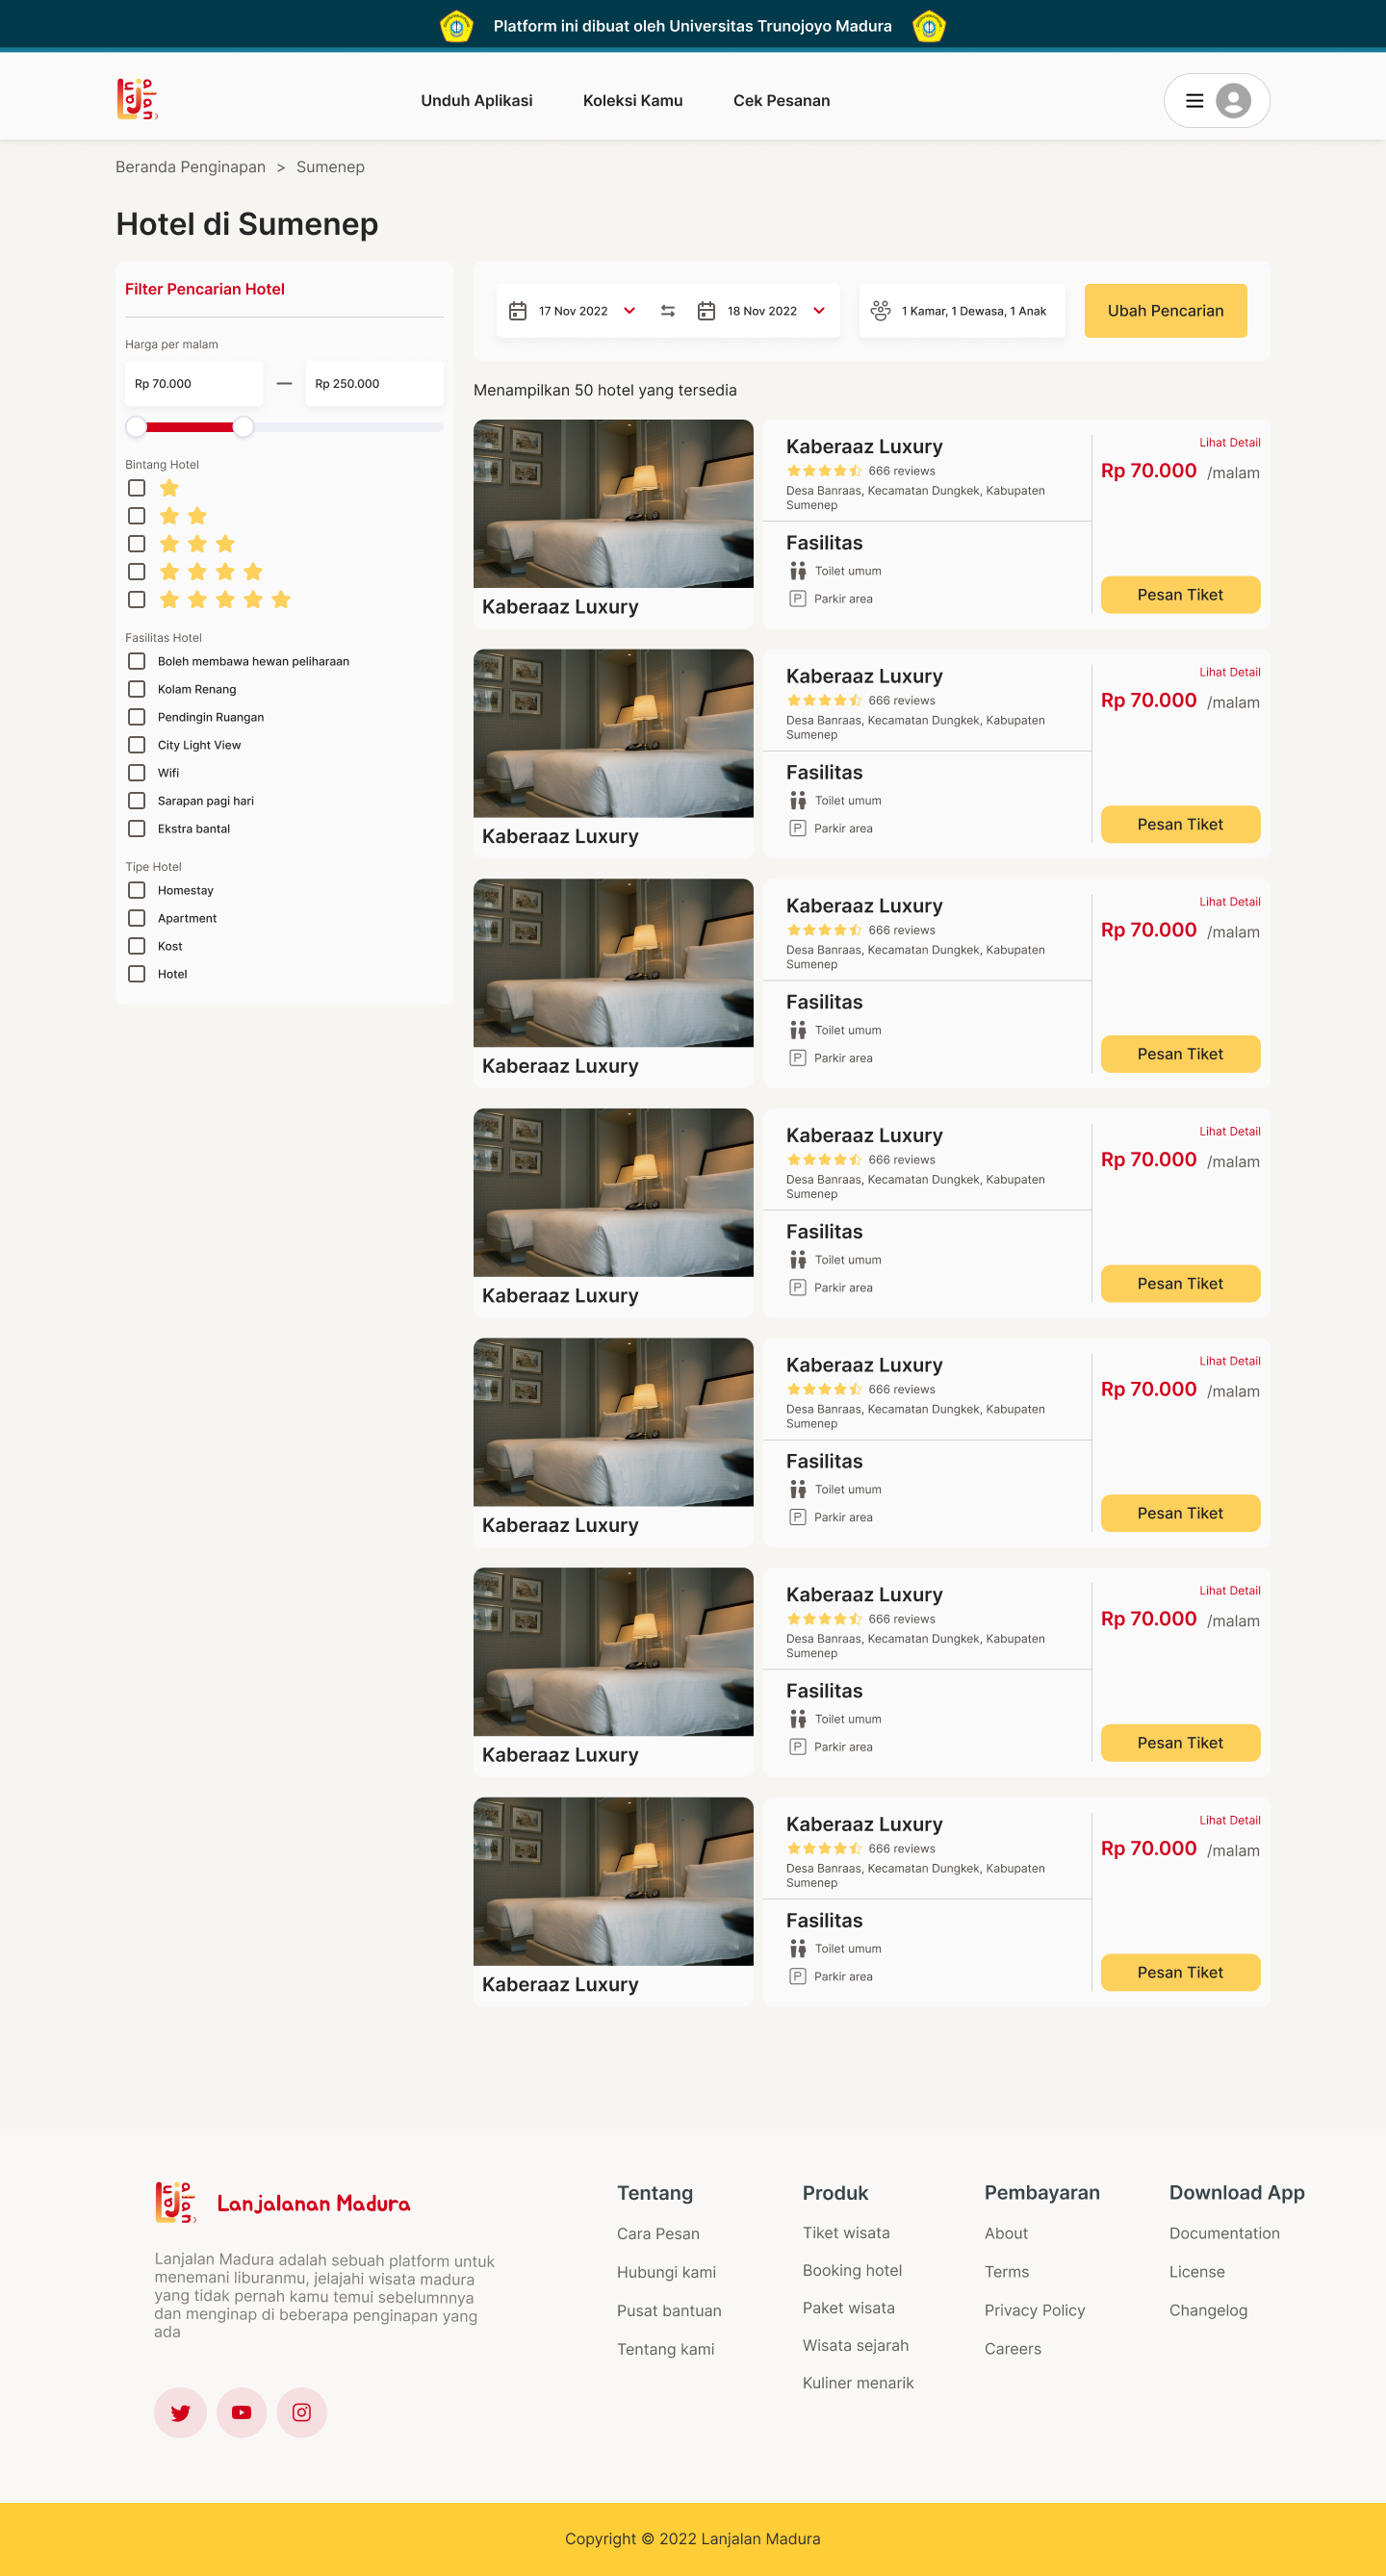 Platform ini dibuat oleh Universitas Trunojoyo Madura
Unduh Aplikasi
Koleksi Kamu
Cek Pesanan
Beranda Penginapan > Sumenep
Hotel di Sumenep
Filter Pencarian Hotel
Harga per malam
Rp 70.000 — Rp 250.000
Bintang Hotel
Fasilitas Hotel
Boleh membawa hewan peliharaan
Kolam Renang
Pendingin Ruangan
City Light View
Wifi
Sarapan pagi hari
Ekstra bantal
Tipe Hotel
Homestay
Apartment
Kost
Hotel
17 Nov 2022
18 Nov 2022
1 Kamar, 1 Dewasa, 1 Anak
Ubah Pencarian
Menampilkan 50 hotel yang tersedia
Kaberaaz Luxury
Kaberaaz Luxury
666 reviews
Desa Banraas, Kecamatan Dungkek, Kabupaten
Sumenep
Fasilitas
Toilet umum
P Parkir area
Lihat Detail
Rp 70.000 /malam
Pesan Tiket
Kaberaaz Luxury
Kaberaaz Luxury
666 reviews
Desa Banraas, Kecamatan Dungkek, Kabupaten
Sumenep
Fasilitas
Toilet umum
P Parkir area
Lihat Detail
Rp 70.000 /malam
Pesan Tiket
Kaberaaz Luxury
Kaberaaz Luxury
666 reviews
Desa Banraas, Kecamatan Dungkek, Kabupaten
Sumenep
Fasilitas
Toilet umum
P Parkir area
Lihat Detail
Rp 70.000 /malam
Pesan Tiket
Kaberaaz Luxury
Kaberaaz Luxury
666 reviews
Desa Banraas, Kecamatan Dungkek, Kabupaten
Sumenep
Fasilitas
Toilet umum
P Parkir area
Lihat Detail
Rp 70.000 /malam
Pesan Tiket
Kaberaaz Luxury
Kaberaaz Luxury
666 reviews
Desa Banraas, Kecamatan Dungkek, Kabupaten
Sumenep
Fasilitas
Toilet umum
P Parkir area
Lihat Detail
Rp 70.000 /malam
Pesan Tiket
Kaberaaz Luxury
Kaberaaz Luxury
666 reviews
Desa Banraas, Kecamatan Dungkek, Kabupaten
Sumenep
Fasilitas
Toilet umum
P Parkir area
Lihat Detail
Rp 70.000 /malam
Pesan Tiket
Kaberaaz Luxury
Kaberaaz Luxury
666 reviews
Desa Banraas, Kecamatan Dungkek, Kabupaten
Sumenep
Fasilitas
Toilet umum
P Parkir area
Lihat Detail
Rp 70.000 /malam
Pesan Tiket
Lanjalanan Madura
Lanjalan Madura adalah sebuah platform untuk
menemani liburanmu, jelajahi wisata madura
yang tidak pernah kamu temui sebelumnnya
dan menginap di beberapa penginapan yang
ada
Tentang
Cara Pesan
Hubungi kami
Pusat bantuan
Tentang kami
Produk
Tiket wisata
Booking hotel
Paket wisata
Wisata sejarah
Kuliner menarik
Pembayaran
About
Terms
Privacy Policy
Careers
Download App
Documentation
License
Changelog
Copyright © 2022 Lanjalan Madura